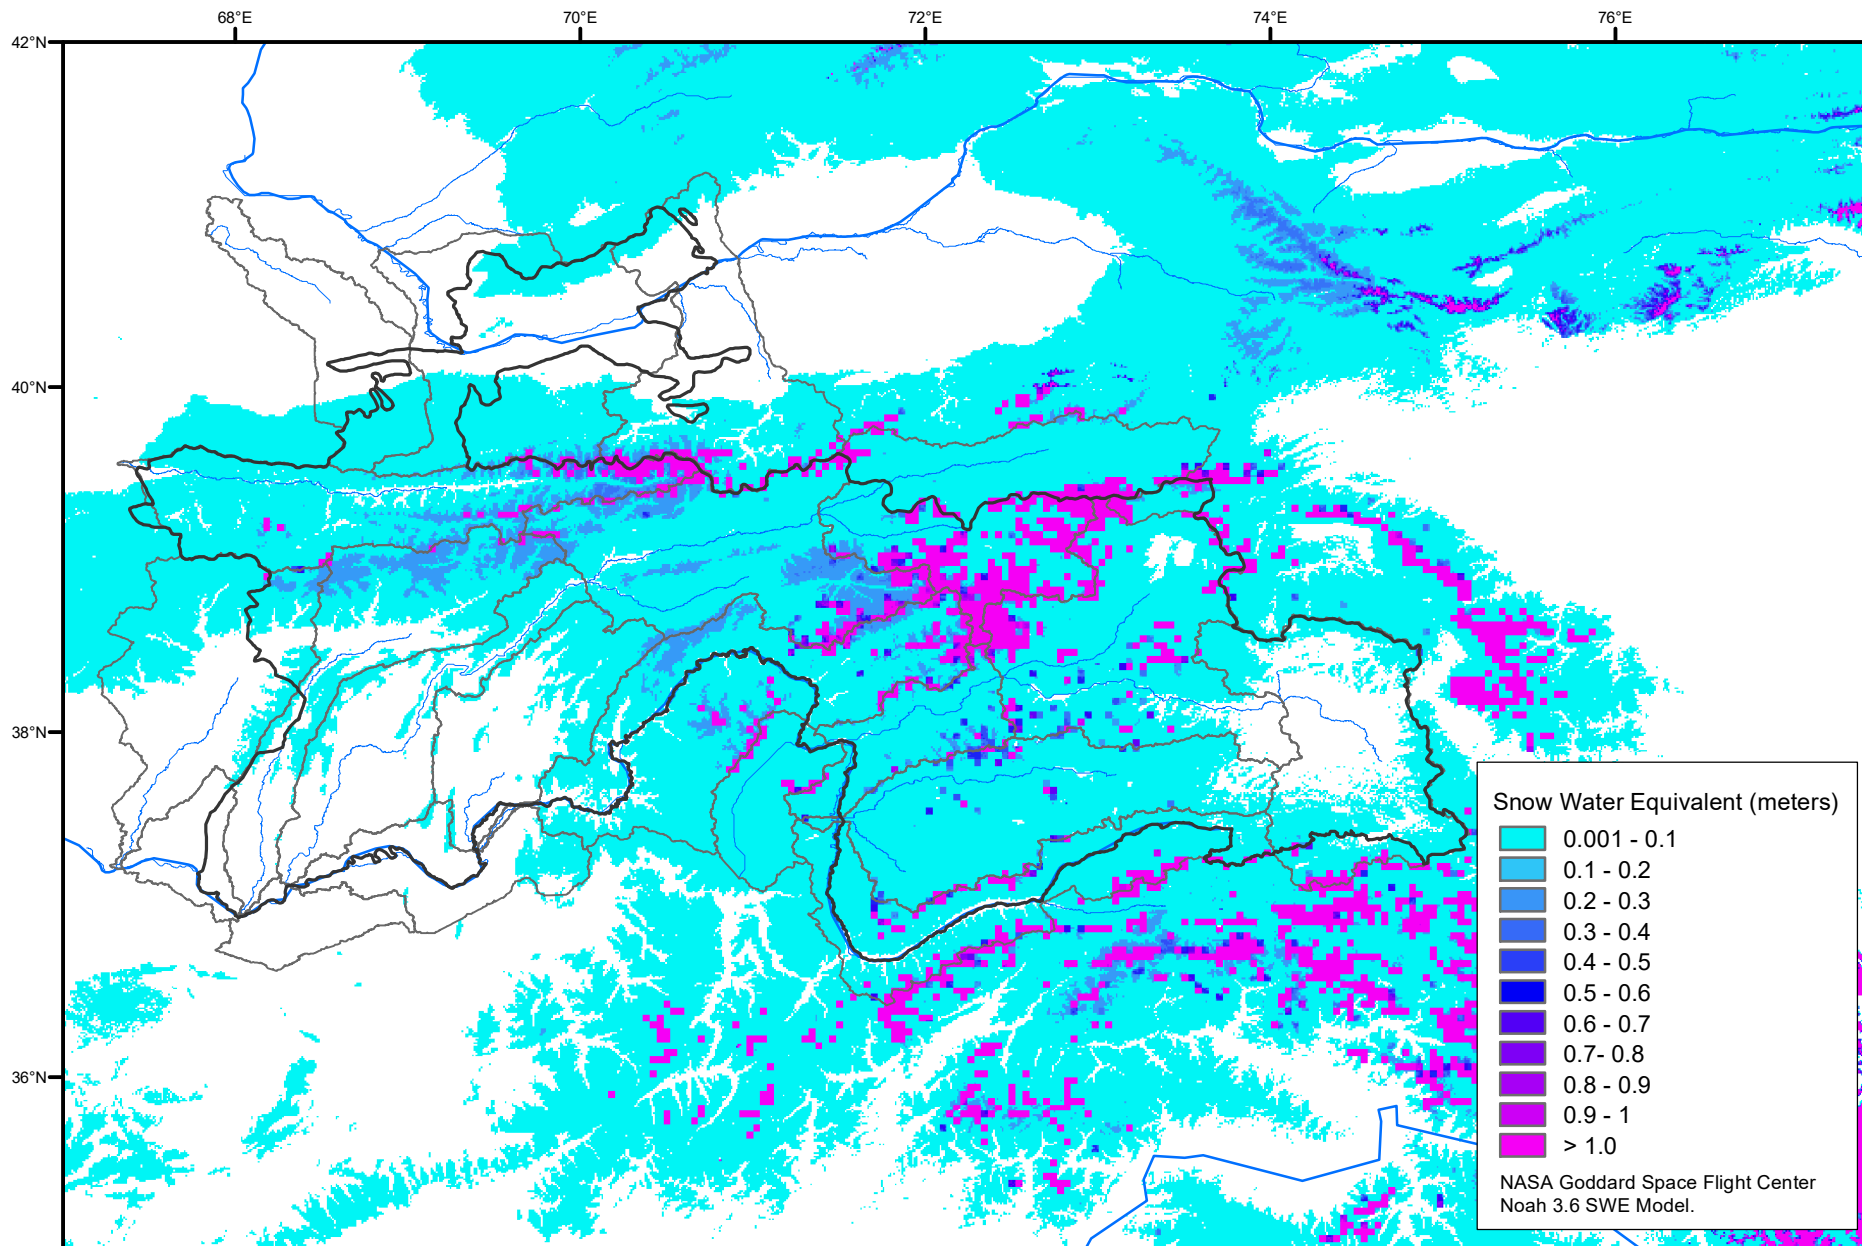 68°E 70°E 72°E 74°E 76°E
42°N
40°N
38°N
36°N
Snow Water Equivalent (meters)
0.001 - 0.1
0.1 - 0.2
0.2 - 0.3
0.3 - 0.4
0.4 - 0.5
0.5 - 0.6
0.6 - 0.7
0.7- 0.8
0.8 - 0.9
0.9 - 1
> 1.0
NASA Goddard Space Flight Center
Noah 3.6 SWE Model.